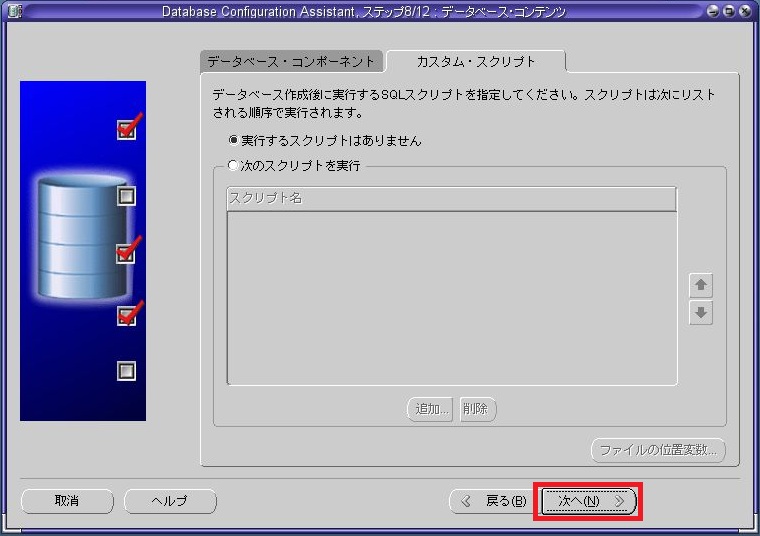 Database Configuration Assistant, ステップ8/12 : データベース・コンテンツ
データベース・コンポーネント
カスタム・スクリプト
データベース作成後に実行するSQLスクリプトを指定してください。スクリプトは次にリスト
される順序で実行されます。
実行するスクリプトはありません
次のスクリプトを実行
スクリプト名
追加...
削除
ファイルの位置変数...
取消
ヘルプ
戻る(B)
次へ(N)